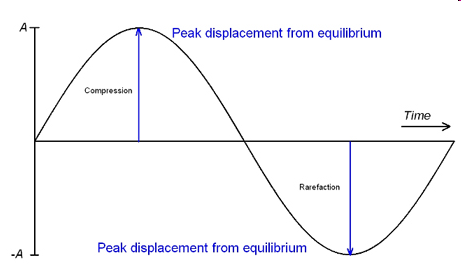 A
Peak displacement from equilibrium
Compression
Time
Rarefaction
Peak displacement from equilibrium
-A